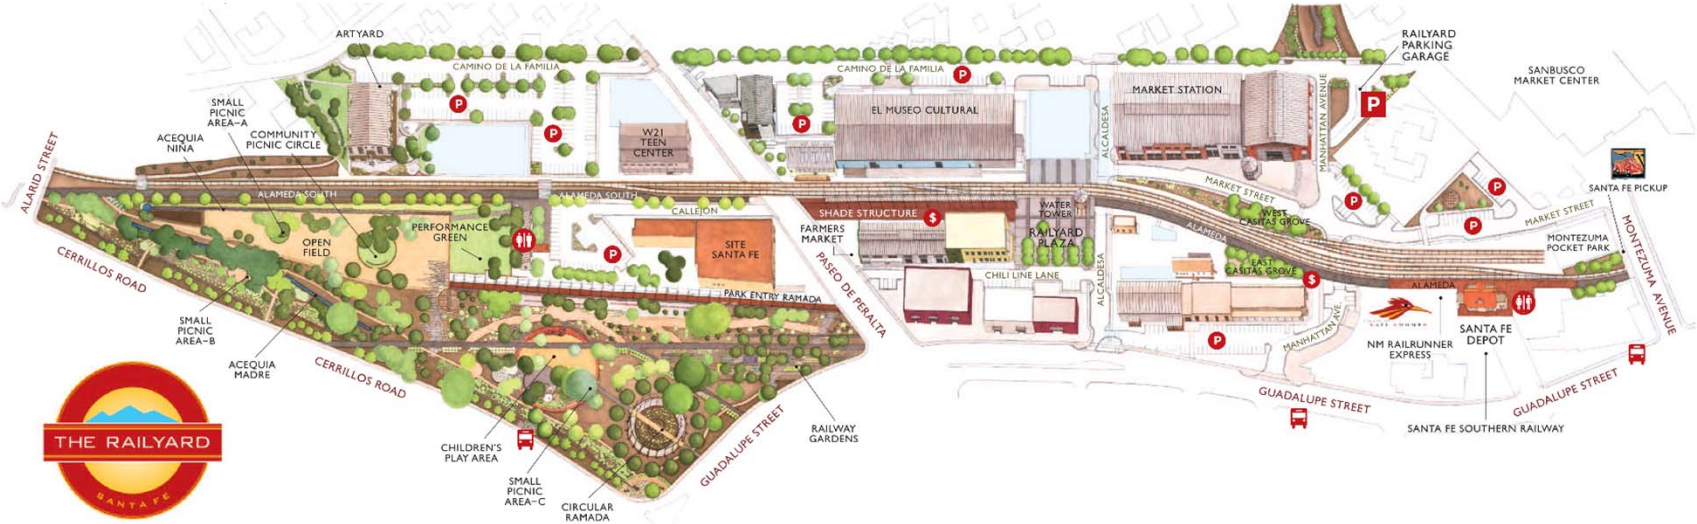 ARTYARD
CAMINO DE LA FAMILIA
CAMINO DE LA FAMILIA
RAILYARD
PARKING
GARAGE
SANBUSCO
MARKET CENTER
P
P
P
P
P
SMALL
PICNIC
AREA-A
ACEQUIA
NIÑA
COMMUNITY
PICNIC CIRCLE
W21
TEEN
CENTER
EL MUSEO CULTURAL
ALCALDESA
MARKET STATION
MANHATTAN AVENUE
ALARID STREET
ALAMEDA SOUTH
ALAMEDA SOUTH
CALLEJON
MARKET STREET
P
P
P
SANTA FE PICKUP
MARKET STREET
OPEN
FIELD
PERFORMANCE
GREEN
P
SITE
SANTA FE
SHADE STRUCTURE
$
FARMERS
MARKET
WATER
TOWER
RAILYARD
PLAZA
WEST
CASITAS GROVE
ALAMEDA
EAST
CASITAS GROVE
$
MONTEZUMA
POCKET PARK
MONTEZUMA AVENUE
CERRILLOS ROAD
PARK ENTRY RAMADA
PASEO DE PERALTA
CHILI LINE LANE
ALCALDESA
ALAMEDA
SMALL
PICNIC
AREA-B
ACEQUIA
MADRE
CERRILLOS ROAD
P
MANHATTAN AVE.
NM RAILRUNNER
EXPRESS
SANTA FE
DEPOT
GUADALUPE STREET
GUADALUPE STREET
SANTA FE SOUTHERN RAILWAY
THE RAILYARD
SANTA FE
CHILDREN'S
PLAY AREA
SMALL
PICNIC
AREA-C
CIRCULAR
RAMADA
GUADALUPE STREET
RAILWAY
GARDENS